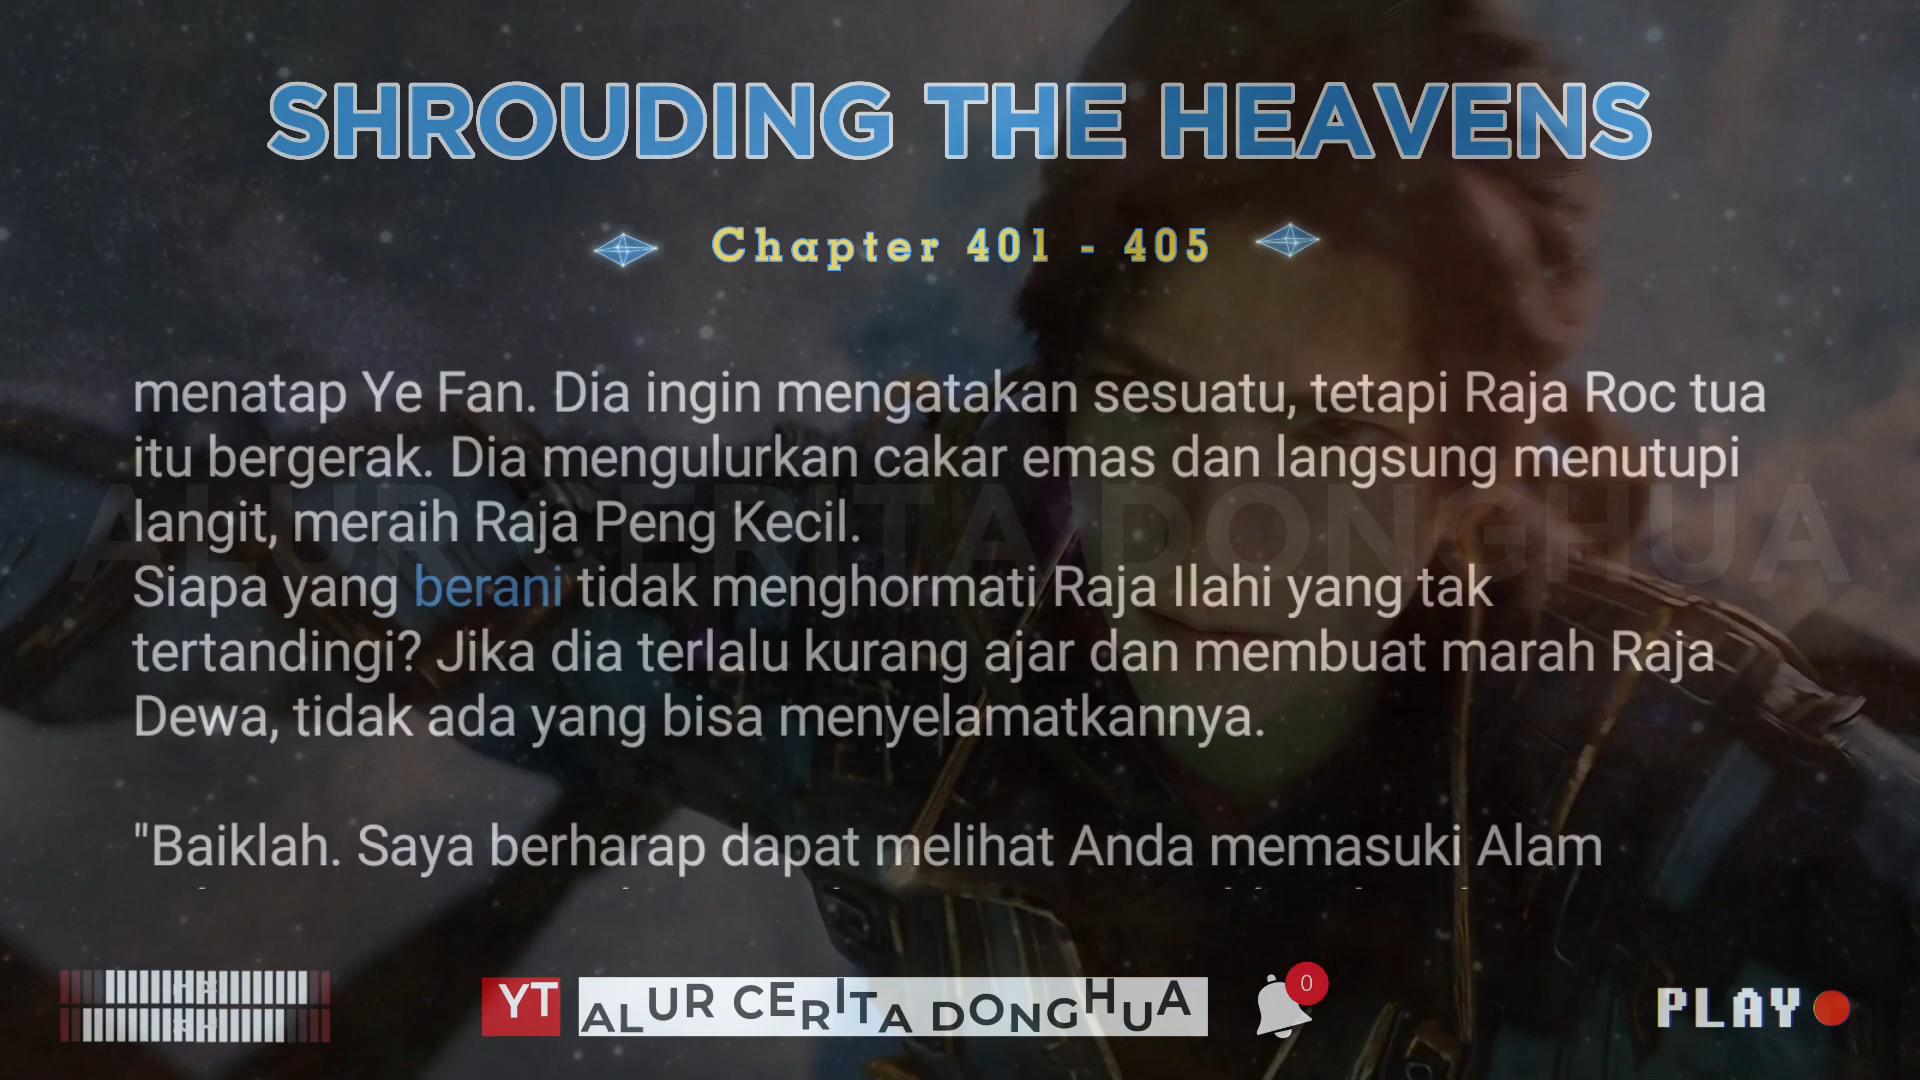 SHROUDING THE HEAVENS
Chapter 401 - 405
menatap Ye Fan. Dia ingin mengatakan sesuatu, tetapi Raja Roc tua
itu bergerak. Dia mengulurkan cakar emas dan langsung menutupi
langit, meraih Raja Peng Kecil.
ALUR CERITA DONGHUA
Siapa yang berani tidak menghormati Raja Ilahi yang tak
tertandingi? Jika dia terlalu kurang ajar dan membuat marah Raja
Dewa, tidak ada yang bisa menyelamatkannya.
"Baiklah. Saya berharap dapat melihat Anda memasuki Alam
YT ALUR CERITA DONGHUA
0
PLAY